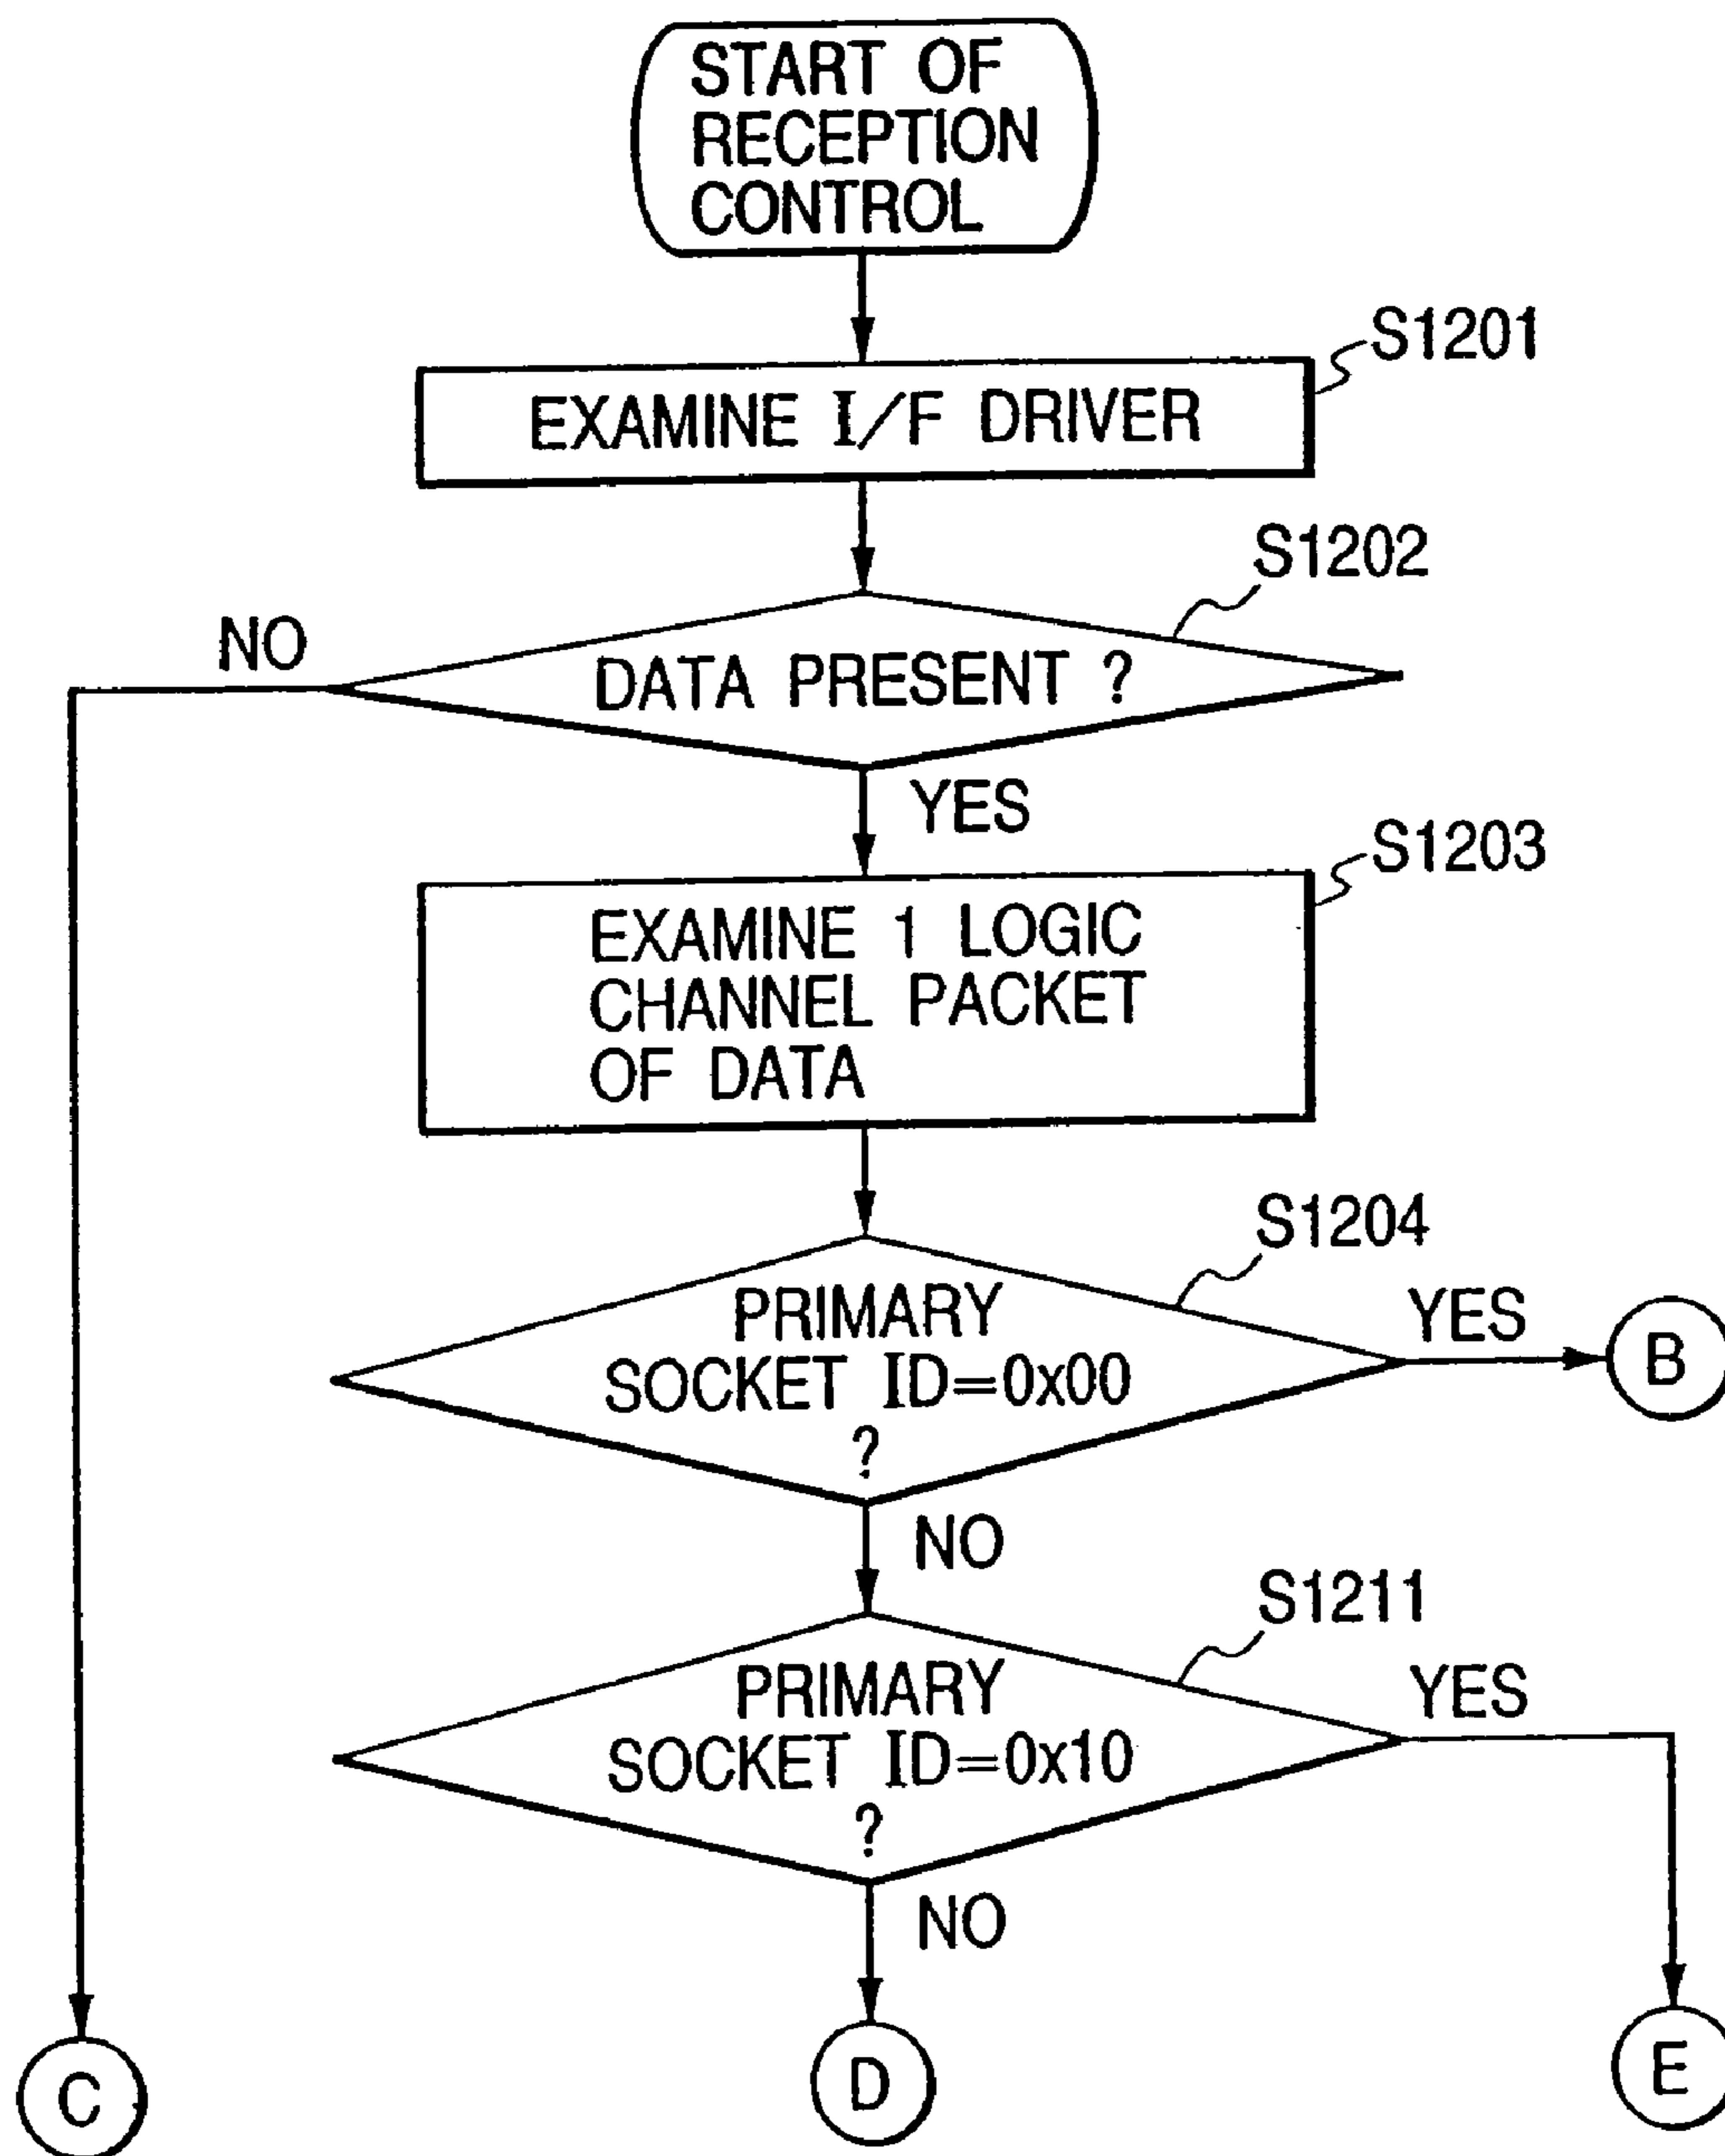 START OF
RECEPTION
CONTROL
S1201
EXAMINE I/F DRIVER
S1202
NO
DATA PRESENT ?
YES
S1203
EXAMINE 1 LOGIC
CHANNEL PACKET
OF DATA
S1204
PRIMARY
SOCKET ID=0x00
?
YES
B
NO
S1211
PRIMARY
SOCKET ID=0x10
?
YES
NO
C
D
E